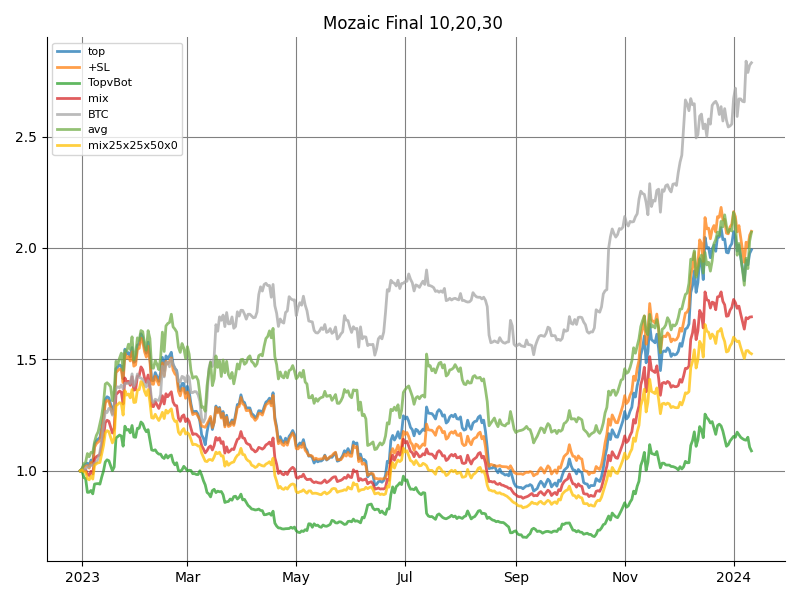 Mozaic Final 10,20,30
top
+SL
TopvBot
mix
BTC
avg
mix25x25x50x0
2.5
2.0
1.5
1.0
2023 Mar May Jul Sep Nov 2024